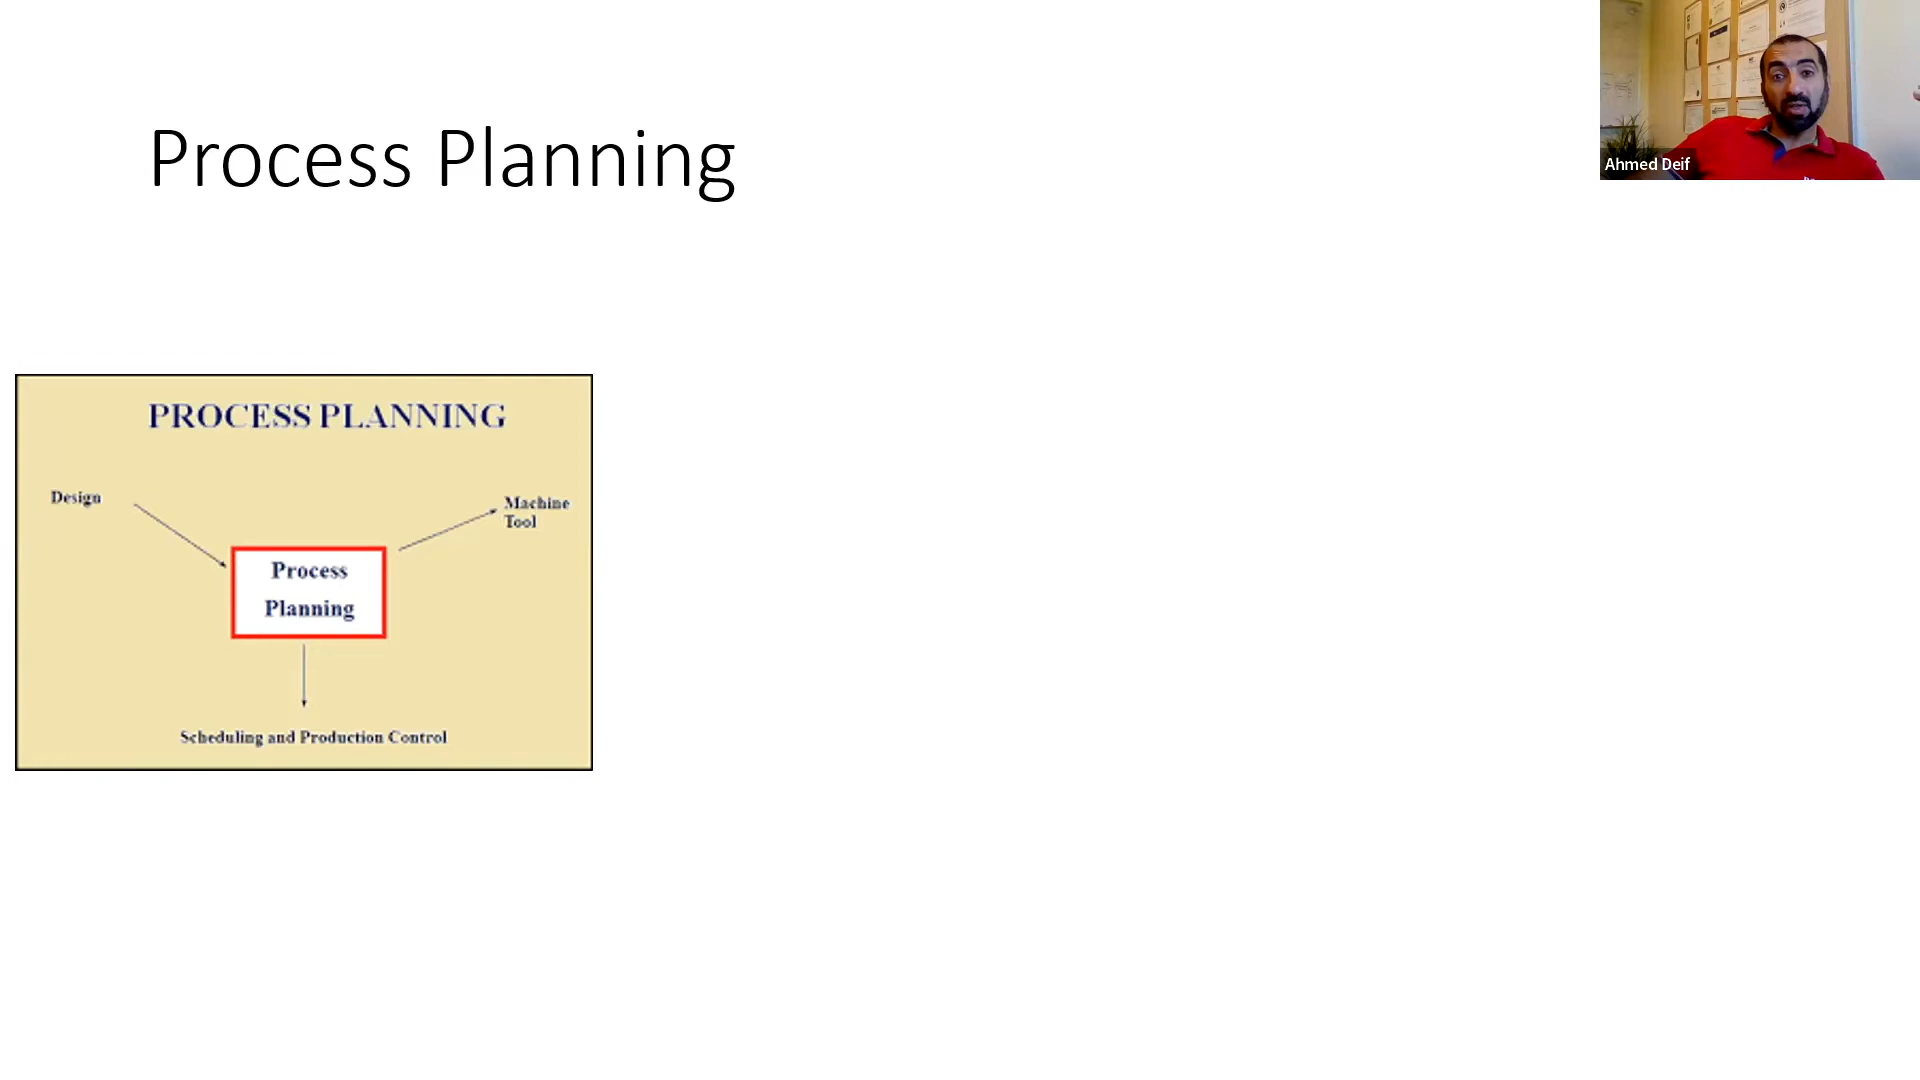 Process Planning
Ahmed Deif
PROCESS PLANNING
Design
Machine
Tool
Process
Planning
Scheduling and Production Control